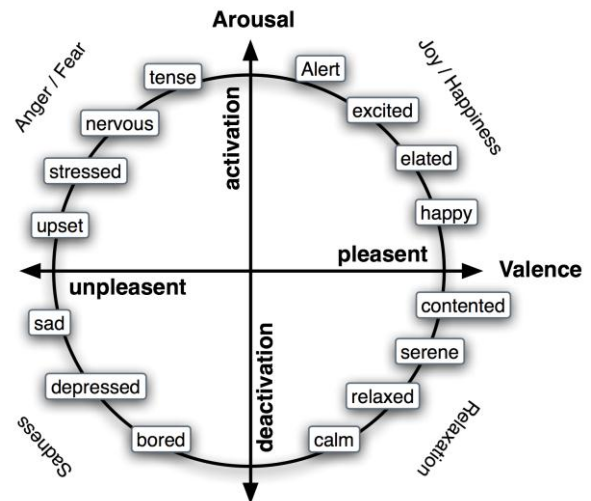 Arousal
Anger / Fear
Joy / Happiness
tense
Alert
nervous
excited
activation
stressed
elated
upset
happy
pleasent
Valence
unpleasent
sad
contented
serene
depressed
relaxed
deactivation
bored
calm
Sadness
Relaxation